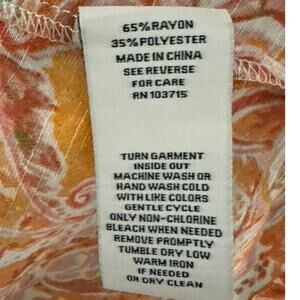 65% RAYON
35% POLYESTER
MADE IN CHINA
SEE REVERSE
FOR CARE
RN 103715
TURN GARMENT
INSIDE OUT
MACHINE WASH OR
HAND WASH COLD
WITH LIKE COLORS
GENTLE CYCLE
ONLY NON-CHLORINE
BLEACH WHEN NEEDED
REMOVE PROMPTLY
TUMBLE DRY LOW
WARM IRON
IF NEEDED
OR DRY CLEAN